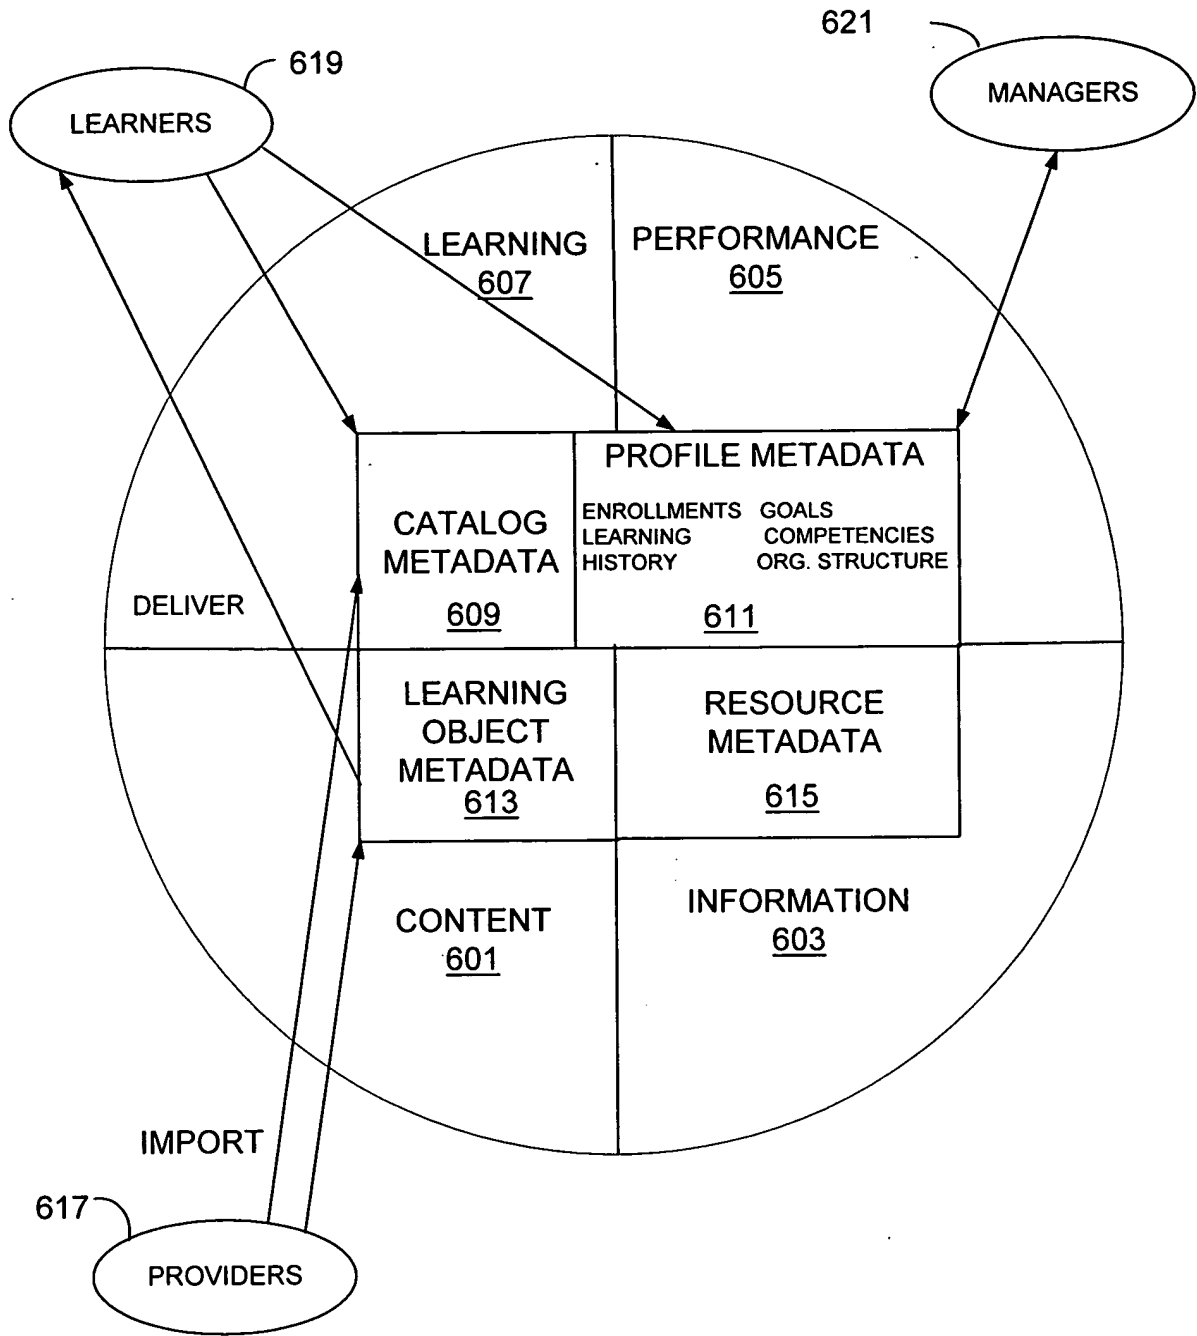 621
619
MANAGERS
LEARNERS
LEARNING
607
PERFORMANCE
605
PROFILE METADATA
ENROLLMENTS GOALS
LEARNING COMPETENCIES
HISTORY ORG. STRUCTURE
611
CATALOG
METADATA
609
DELIVER
LEARNING
OBJECT
METADATA
613
RESOURCE
METADATA
615
CONTENT
601
INFORMATION
603
IMPORT
617
PROVIDERS